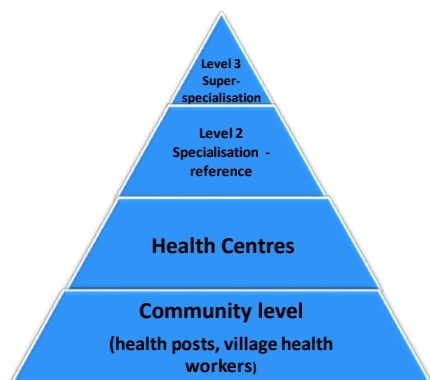 Level 3
Super-
specialisation
Level 2
Specialisation -
reference
Health Centres
Community level
(health posts, village health
workers)